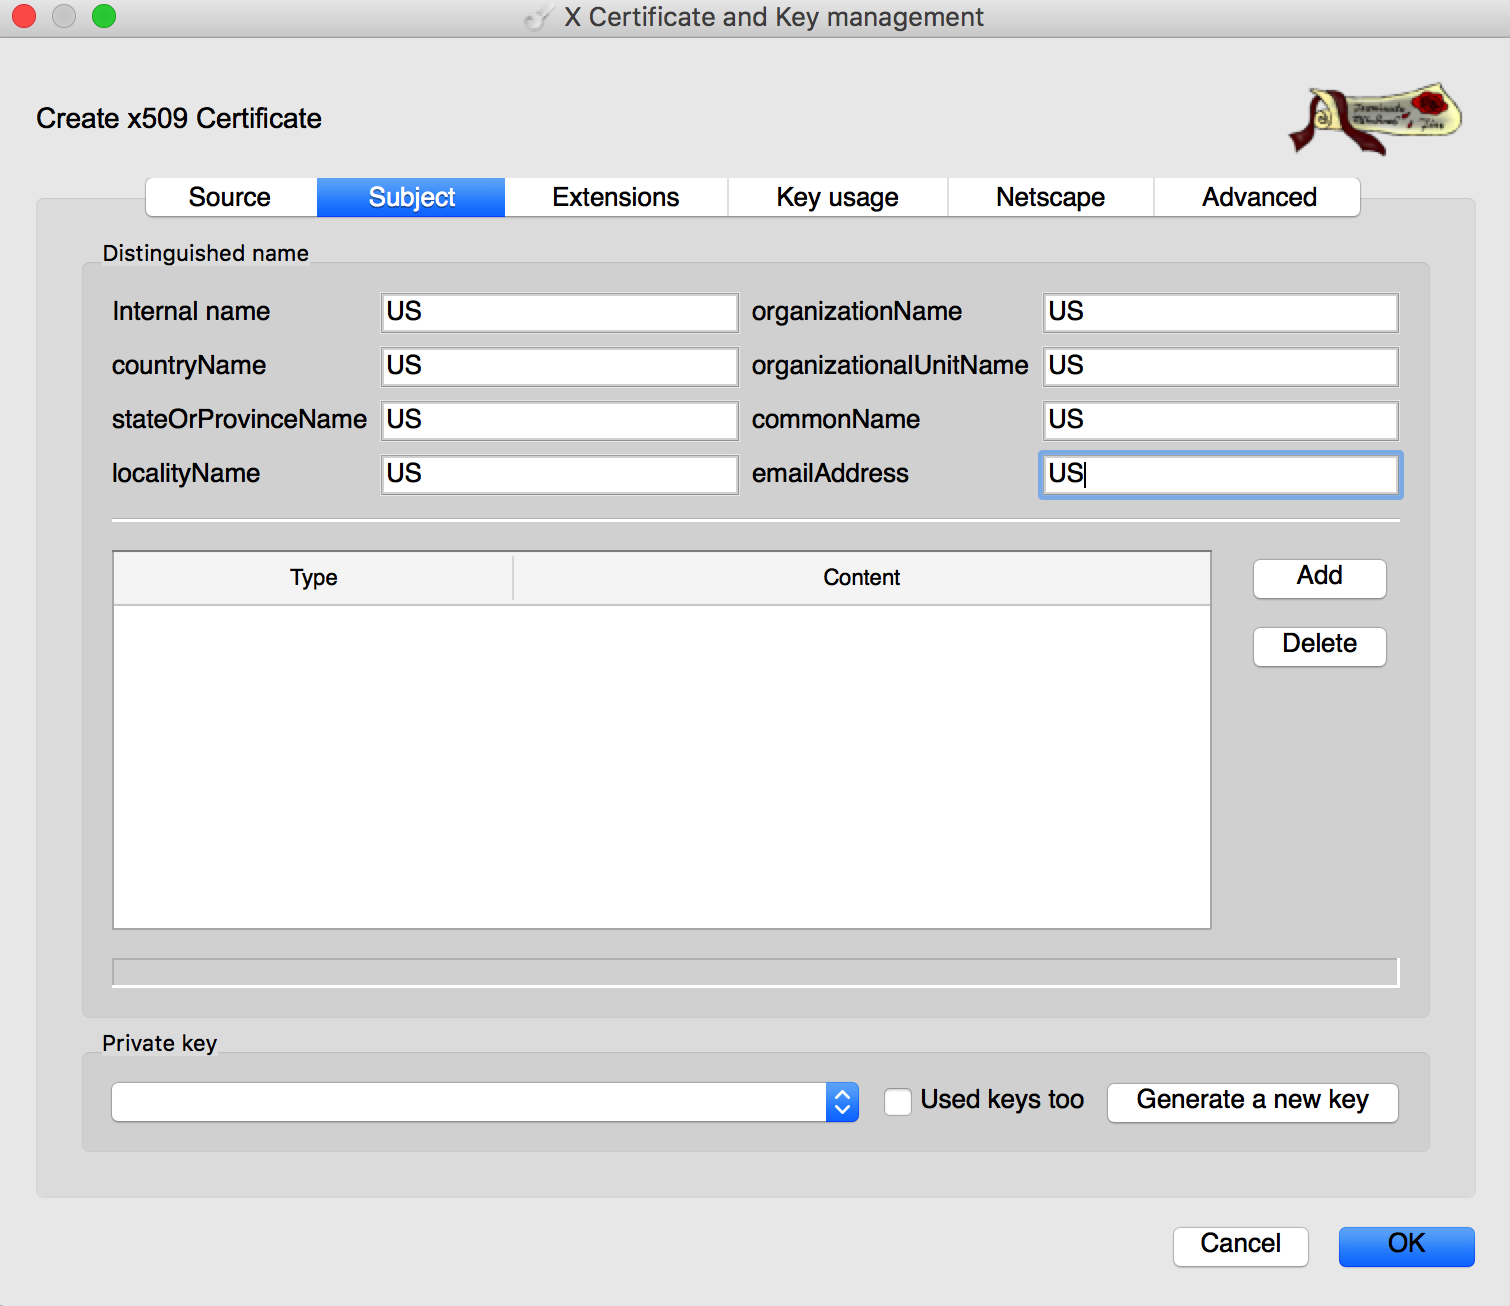 X Certificate and Key management
Create x509 Certificate
Source Subject Extensions Key usage Netscape Advanced
Distinguished name
Internal name US organizationName US
countryName US organizationalUnitName US
stateOrProvinceName US commonName US
localityName US emailAddress US
Type Content Add
Delete
Private key
Used keys too Generate a new key
Cancel OK